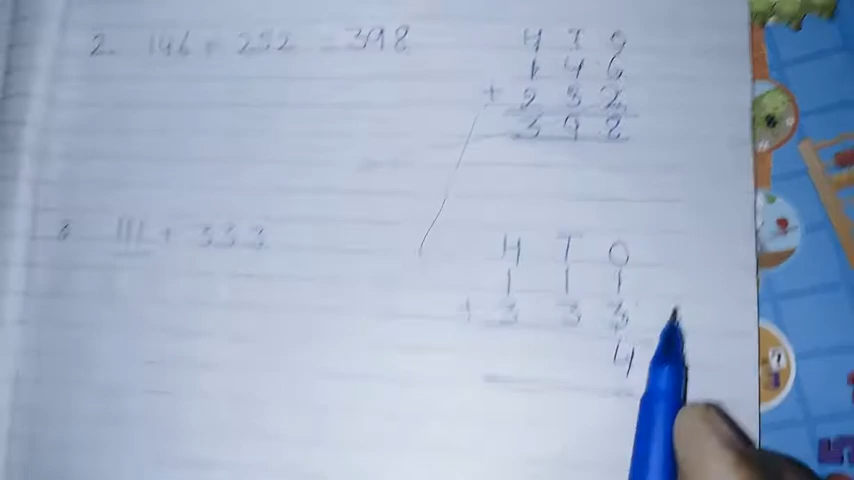 2. 146 + 252 = 398
H T O
1 4 6
+ 2 5 2
3 9 8
3 111 + 333
H T O
1 1 1
+ 3 3 3
4